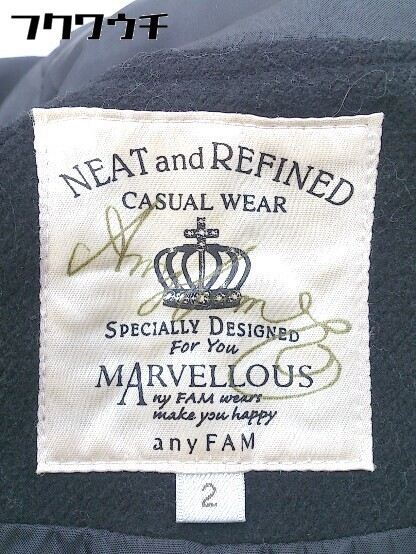 フクウチ
NEAT and REFINED
CASUAL WEAR
SPECIALLY DESIGNED
For You
MARVELLOUS
ny FAM wears
make you happy
any FAM
2